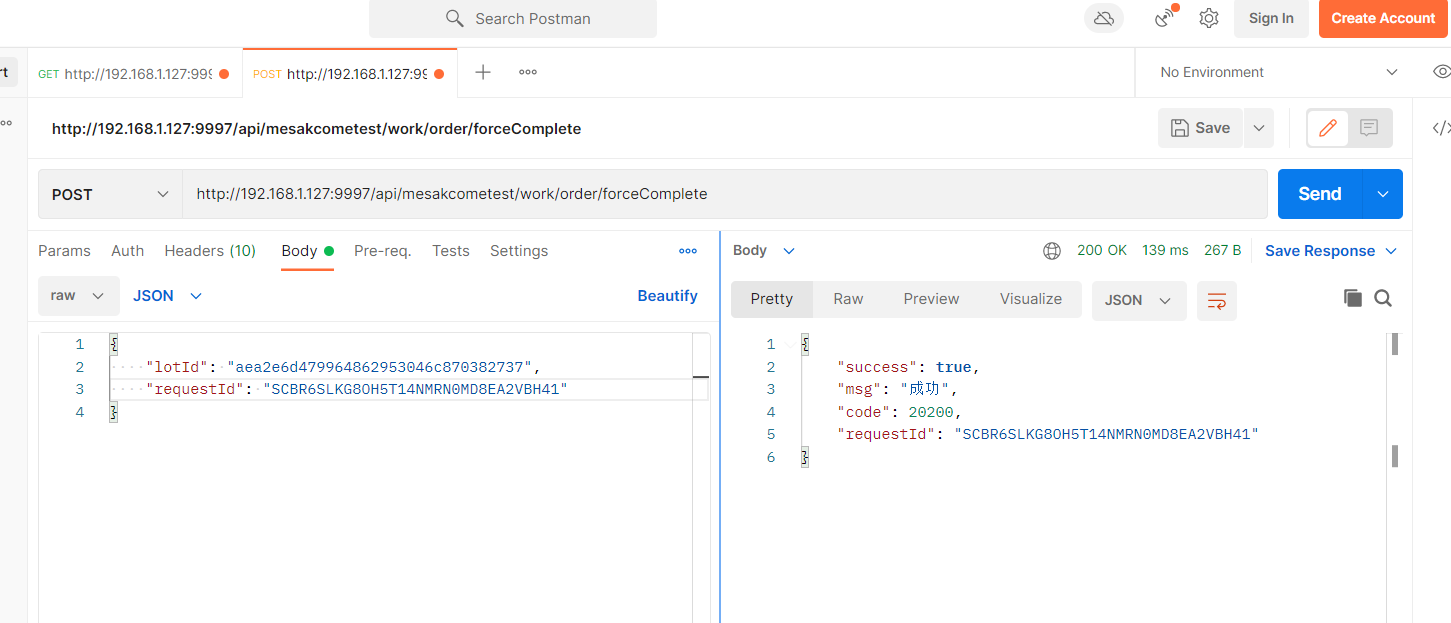 Search Postman
Sign In
Create Account
rt
GET http://192.168.1.127:999
POST http://192.168.1.127:99
No Environment
http://192.168.1.127:9997/api/mesakcometest/work/order/forceComplete
Save
POST
http://192.168.1.127:9997/api/mesakcometest/work/order/forceComplete
Send
Params Auth Headers (10) Body Pre-req. Tests Settings
Body
200 OK 139 ms 267 B Save Response
raw JSON Beautify
Pretty Raw Preview Visualize JSON
1 {
2 "lotId": "aea2e6d479964862953046c870382737",
3 "requestId": "SCBR6SLKG8OH5T14NMRN0MD8EA2VBH41"
4 }
1 {
2 "success": true,
3 "msg": "成功",
4 "code": 20200,
5 "requestId": "SCBR6SLKG8OH5T14NMRN0MD8EA2VBH41"
6 }